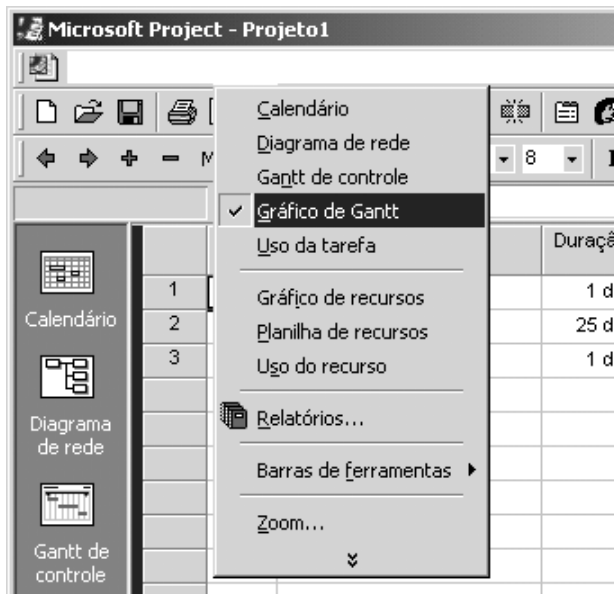 Microsoft Project - Projeto1
Calendário
Diagrama de rede
Gantt de controle
Gráfico de Gantt
Uso da tarefa
Gráfico de recursos
Planilha de recursos
Uso do recurso
Relatórios...
Barras de ferramentas
Zoom...
8
Duraçã
1 1 d
2 25 d
3 1 d
Calendário
Diagrama
de rede
Gantt de
controle